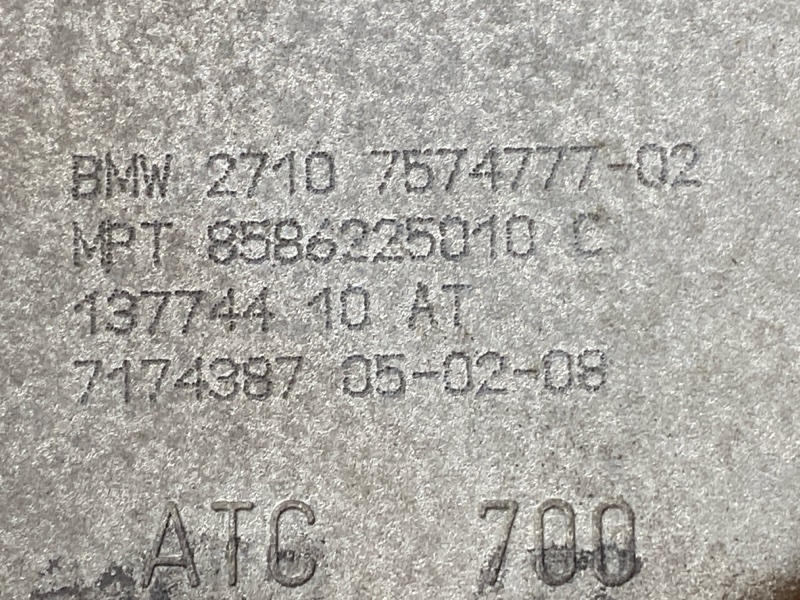 BMW 2710 7574777-02
MPT 8586225010 C
137744 10 AT
7174387 05-02-08
ATC 700